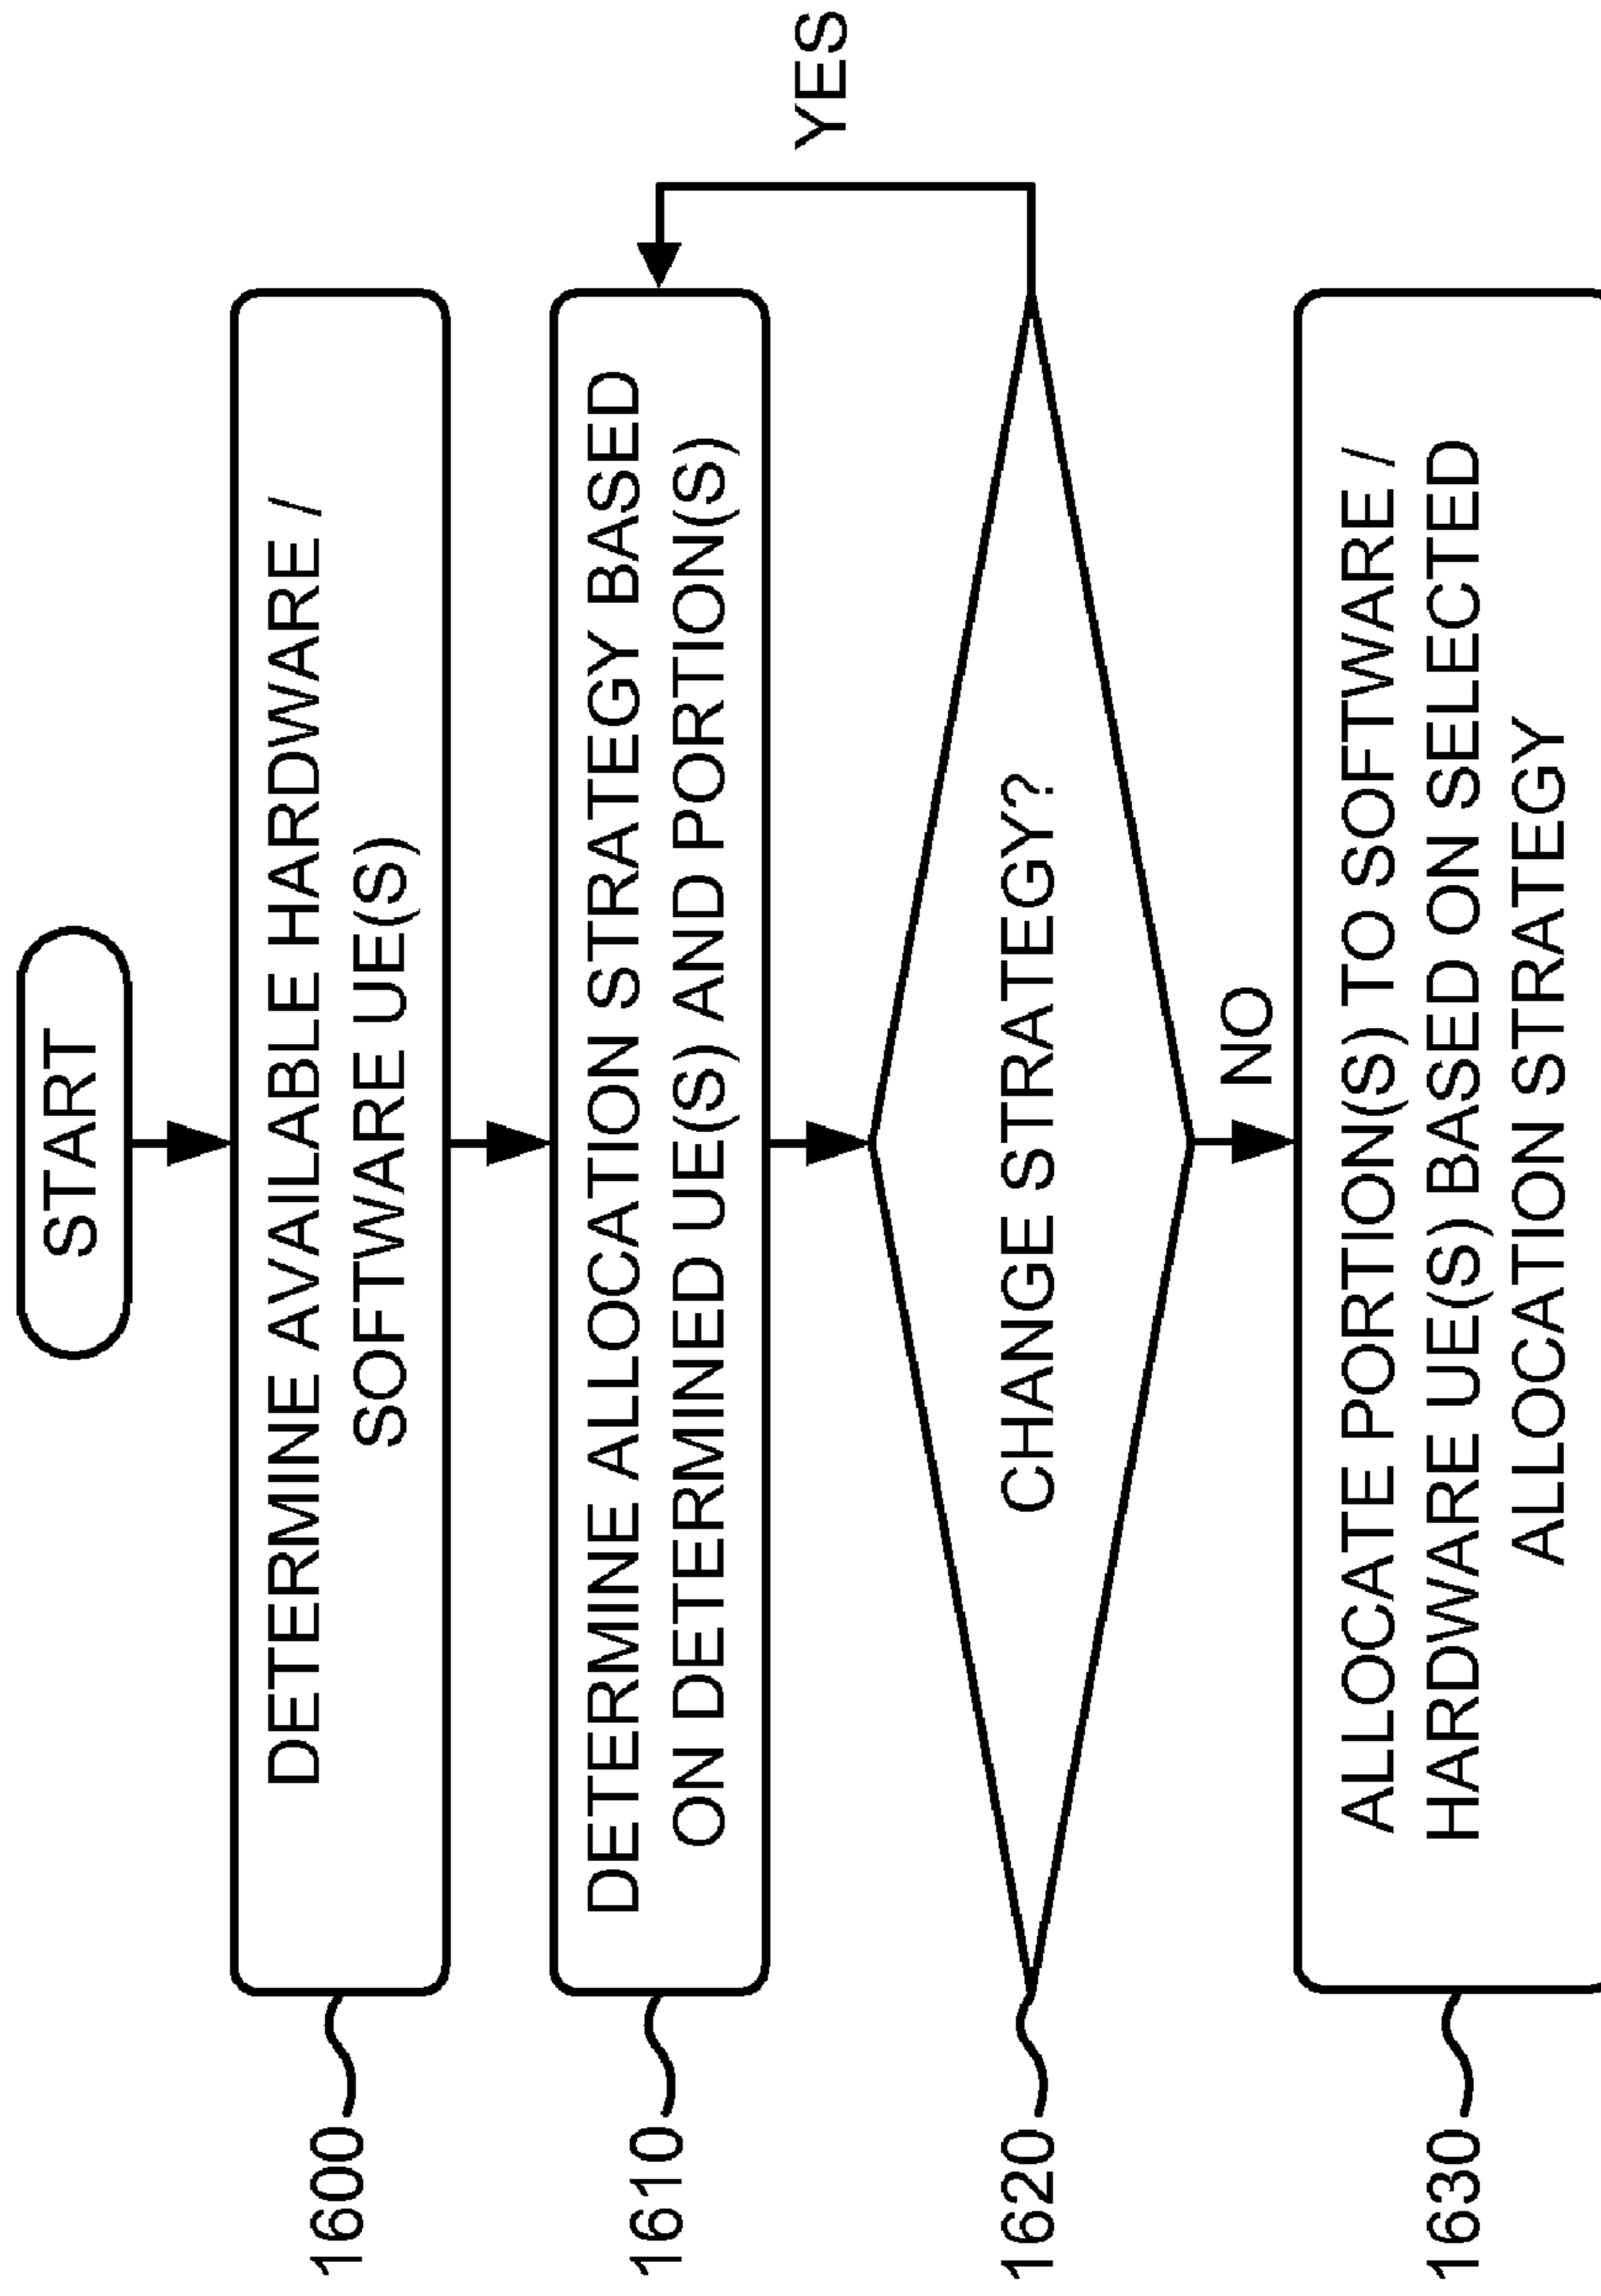 START
1600
DETERMINE AVAILABLE HARDWARE /
SOFTWARE UE(S)
1610
DETERMINE ALLOCATION STRATEGY BASED
ON DETERMINED UE(S) AND PORTION(S)
YES
1620
CHANGE STRATEGY?
NO
1630
ALLOCATE PORTION(S) TO SOFTWARE /
HARDWARE UE(S) BASED ON SELECTED
ALLOCATION STRATEGY